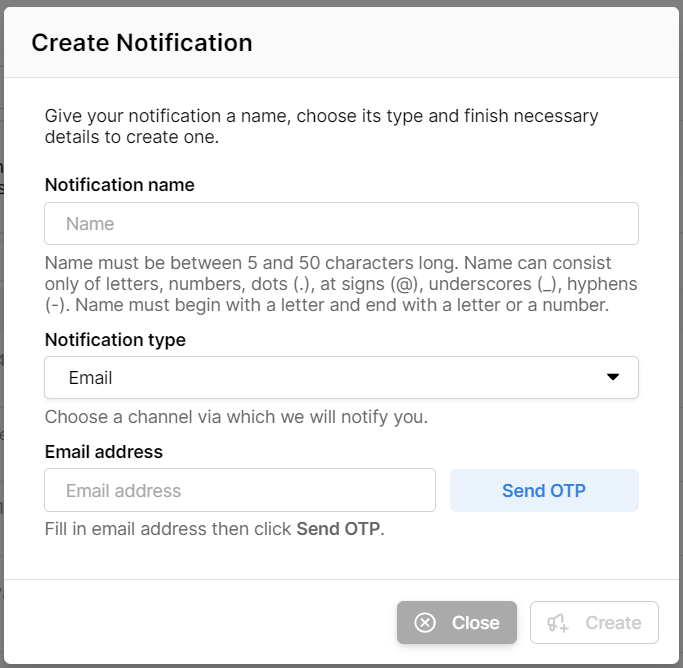 Create Notification
Give your notification a name, choose its type and finish necessary
details to create one.
Notification name
Name
Name must be between 5 and 50 characters long. Name can consist
only of letters, numbers, dots (.), at signs (@), underscores (_), hyphens
(-). Name must begin with a letter and end with a letter or a number.
Notification type
Email
Choose a channel via which we will notify you.
Email address
Email address
Send OTP
Fill in email address then click Send OTP.
Close
Create